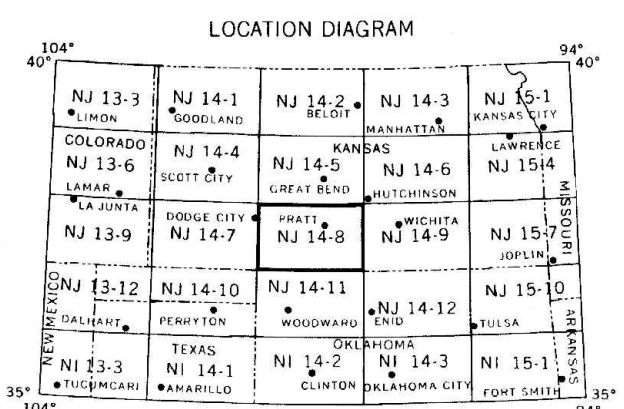 LOCATION DIAGRAM
104° 94°
40° 40°
NJ 13-3 NJ 14-1 NJ 14-2 NJ 14-3 NJ 15-1
LIMON GOODLAND BELOIT MANHATTAN KANSAS CITY
COLORADO KANSAS LAWRENCE
NJ 13-6 NJ 14-4 NJ 14-5 NJ 14-6 NJ 15-4
LAMAR SCOTT CITY GREAT BEND HUTCHINSON
LA JUNTA DODGE CITY PRATT WICHITA MISSOURI
NJ 13-9 NJ 14-7 NJ 14-8 NJ 14-9 NJ 15-7
JOPLIN
NEW MEXICO NJ 13-12 NJ 14-10 NJ 14-11 NJ 14-12 NJ 15-10
DALHART PERRYTON WOODWARD ENID TULSA ARKANSAS
TEXAS OKLAHOMA
NI 13-3 NI 14-1 NI 14-2 NI 14-3 NI 15-1
TUCUMCARI AMARILLO CLINTON OKLAHOMA CITY FORT SMITH
35° 35°
104° 94°